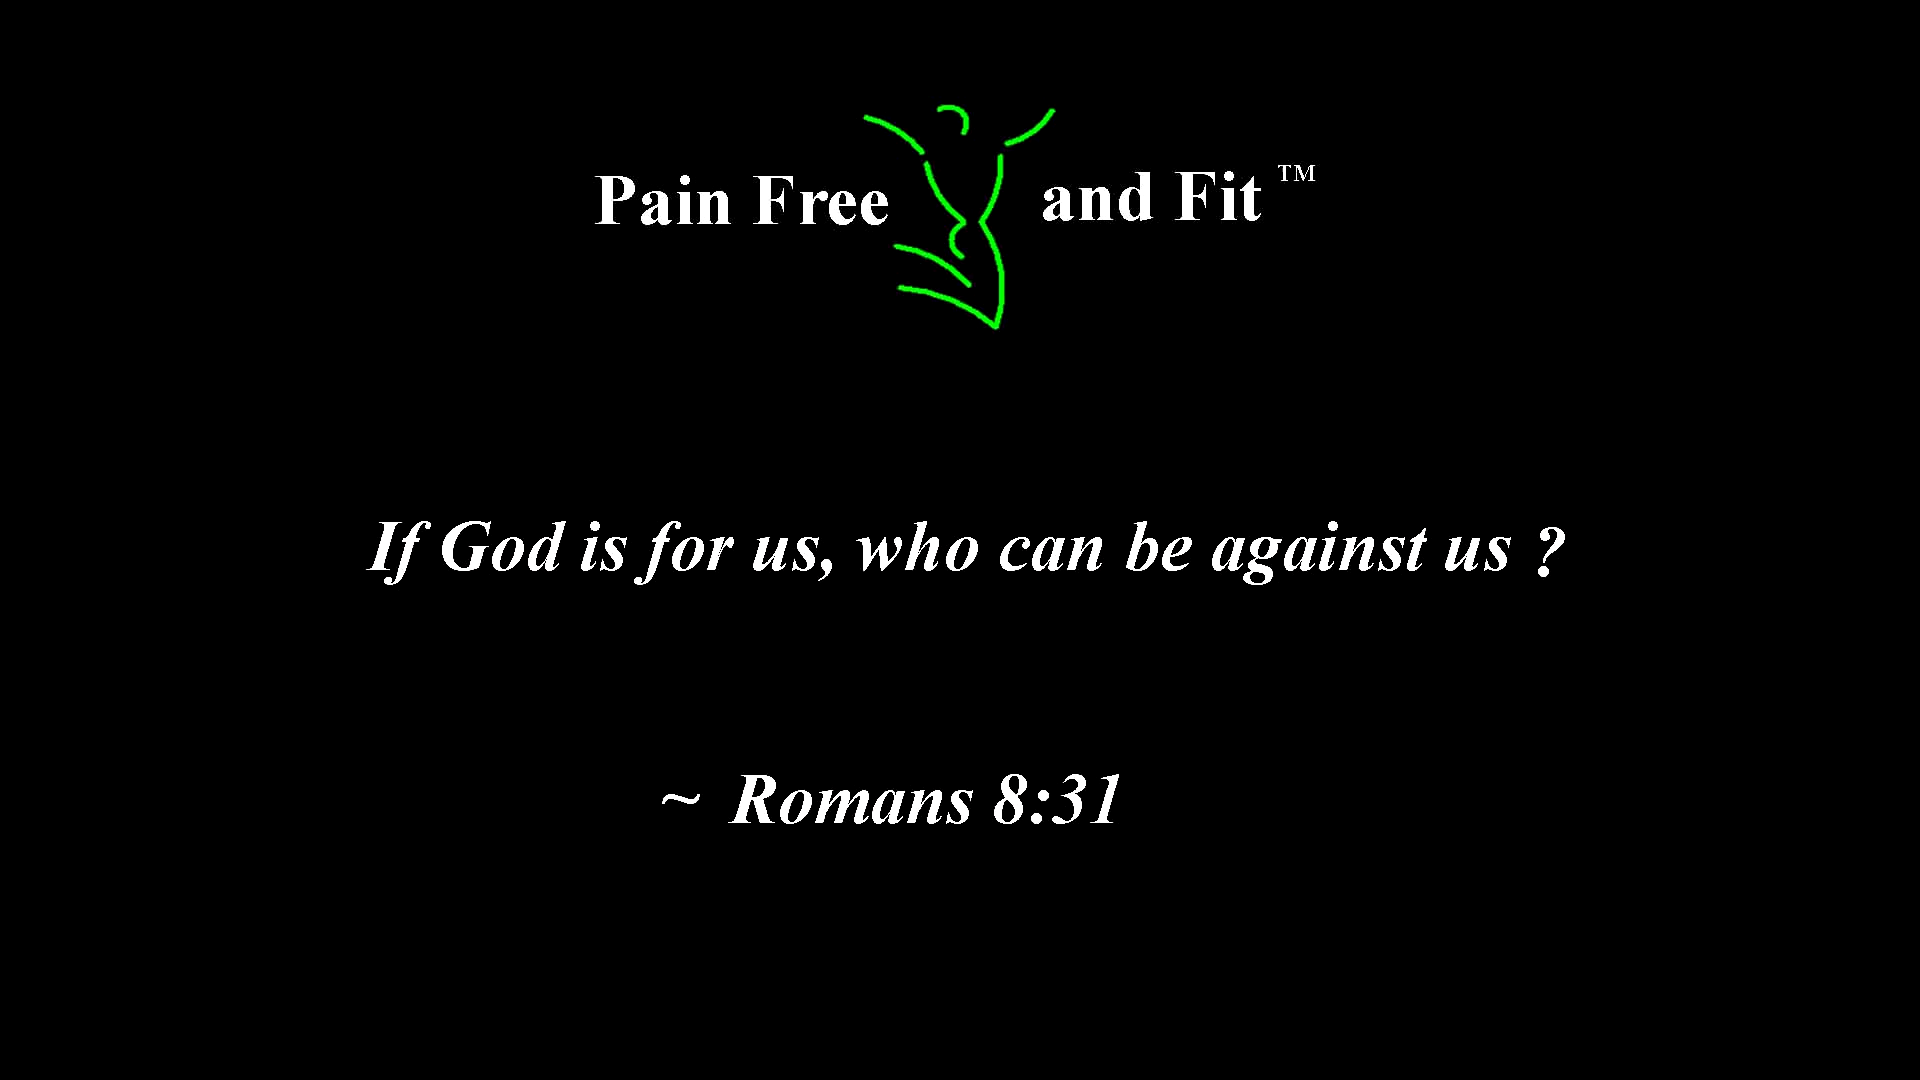 Pain Free and Fit ™
If God is for us, who can be against us ?
~ Romans 8:31